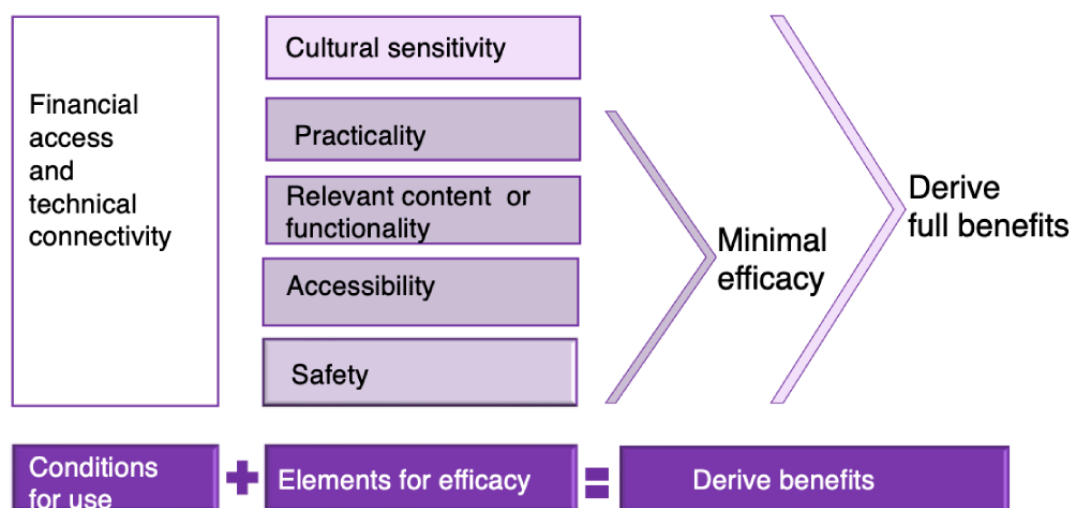 Financial
access
and
technical
connectivity
Cultural sensitivity
Practicality
Relevant content or
functionality
Accessibility
Safety
Minimal
efficacy
Derive
full benefits
Conditions
for use
+
Elements for efficacy
=
Derive benefits